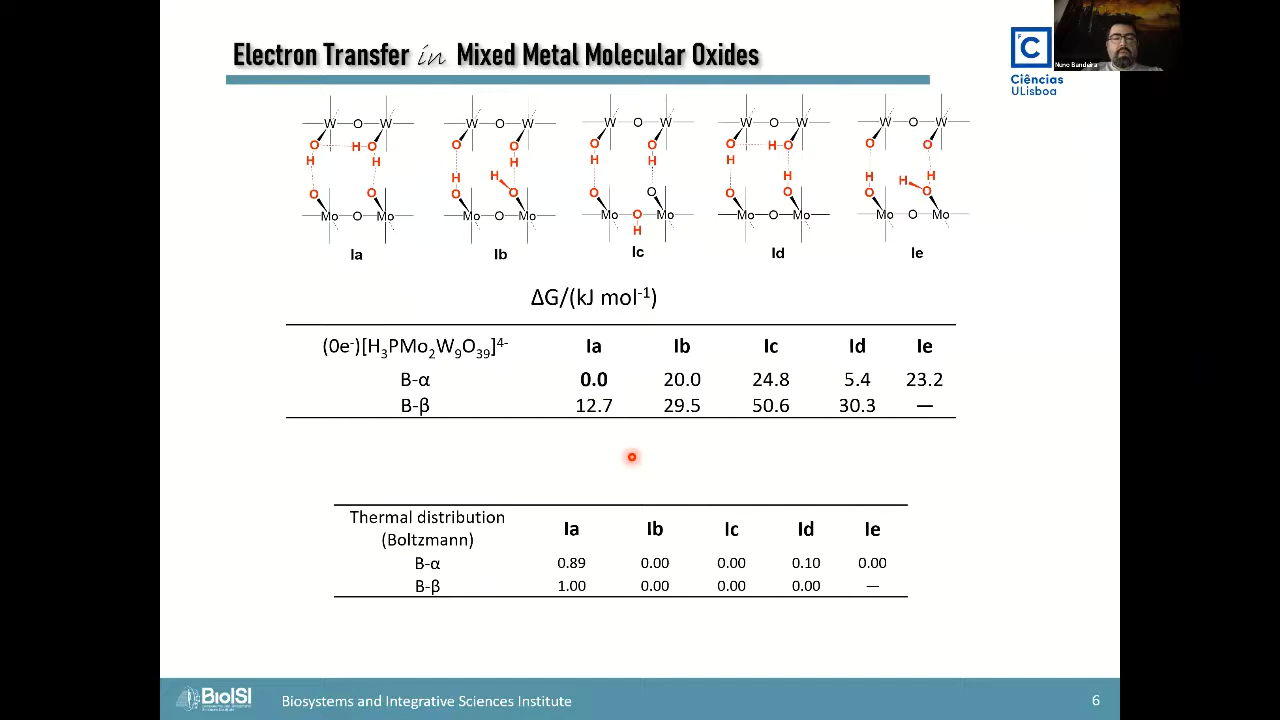 Electron Transfer in Mixed Metal Molecular Oxides
C
Ciências
ULisboa
Nuno Bandeira
W O W W O W W O W W O W W O W
O H O O O O O O H O O O
H H H H H H H
H H H H H H
O O O O O O O O O O
Mo O Mo Mo O Mo Mo O Mo Mo O Mo Mo O Mo
H
Ia Ib Ic Id Ie
ΔG/(kJ mol⁻¹)
(0e⁻)[H₃PMo₂W₉O₃₉]⁴⁻ Ia Ib Ic Id Ie
B-α 0.0 20.0 24.8 5.4 23.2
B-β 12.7 29.5 50.6 30.3 —
Thermal distribution
(Boltzmann) Ia Ib Ic Id Ie
B-α 0.89 0.00 0.00 0.10 0.00
B-β 1.00 0.00 0.00 0.00 —
BioISI
Biosystems and Integrative Sciences Institute
6